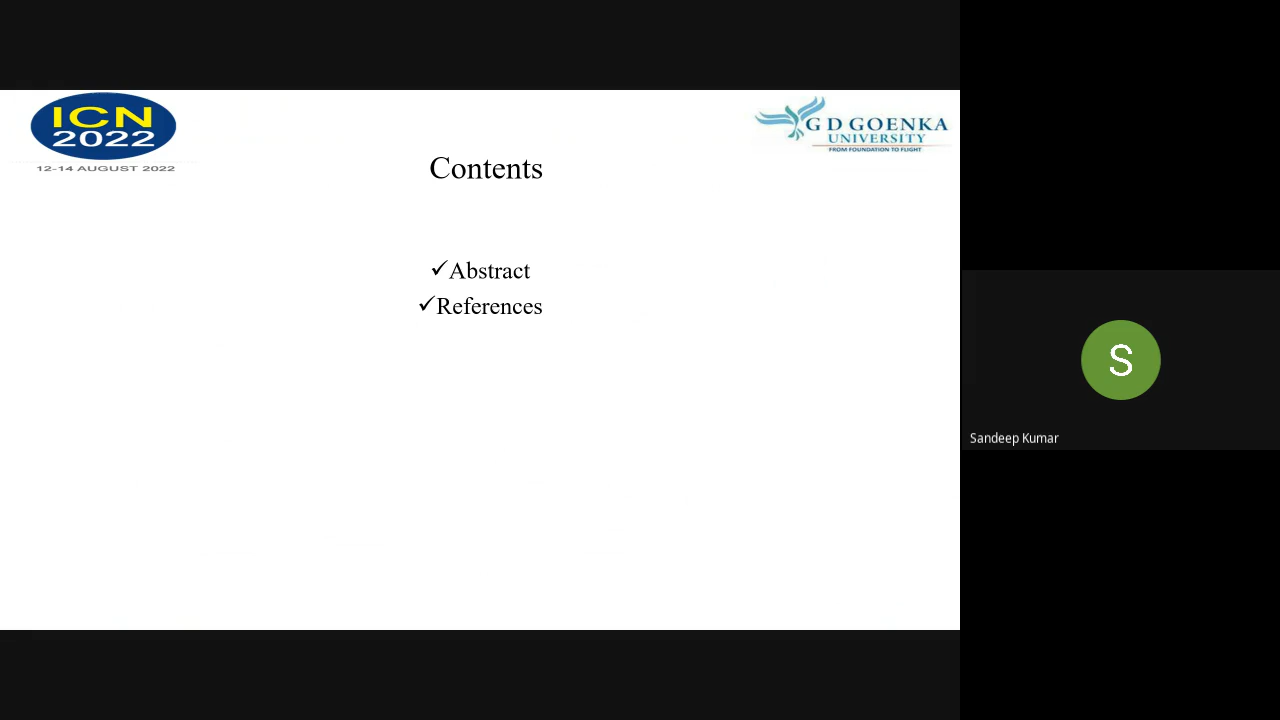 ICN
2022
12-14 AUGUST 2022
G D GOENKA
UNIVERSITY
FROM FOUNDATION TO FLIGHT
Contents
✓Abstract
✓References
S
Sandeep Kumar